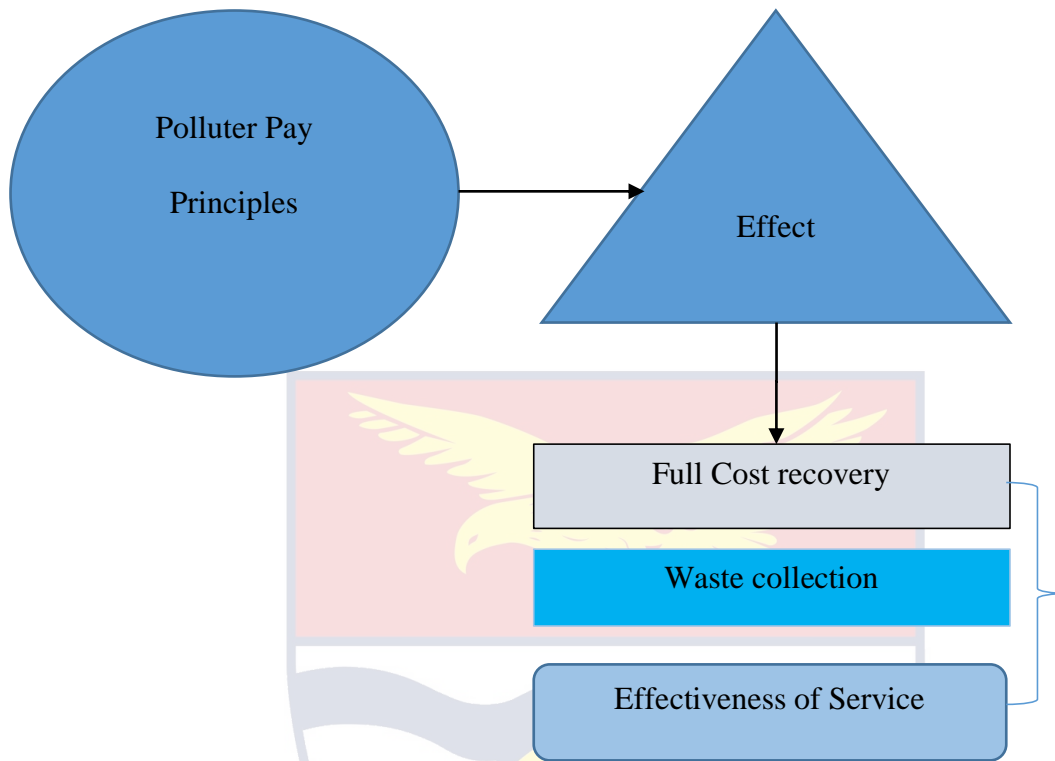 Polluter Pay
Principles
Effect
Full Cost recovery
Waste collection
Effectiveness of Service